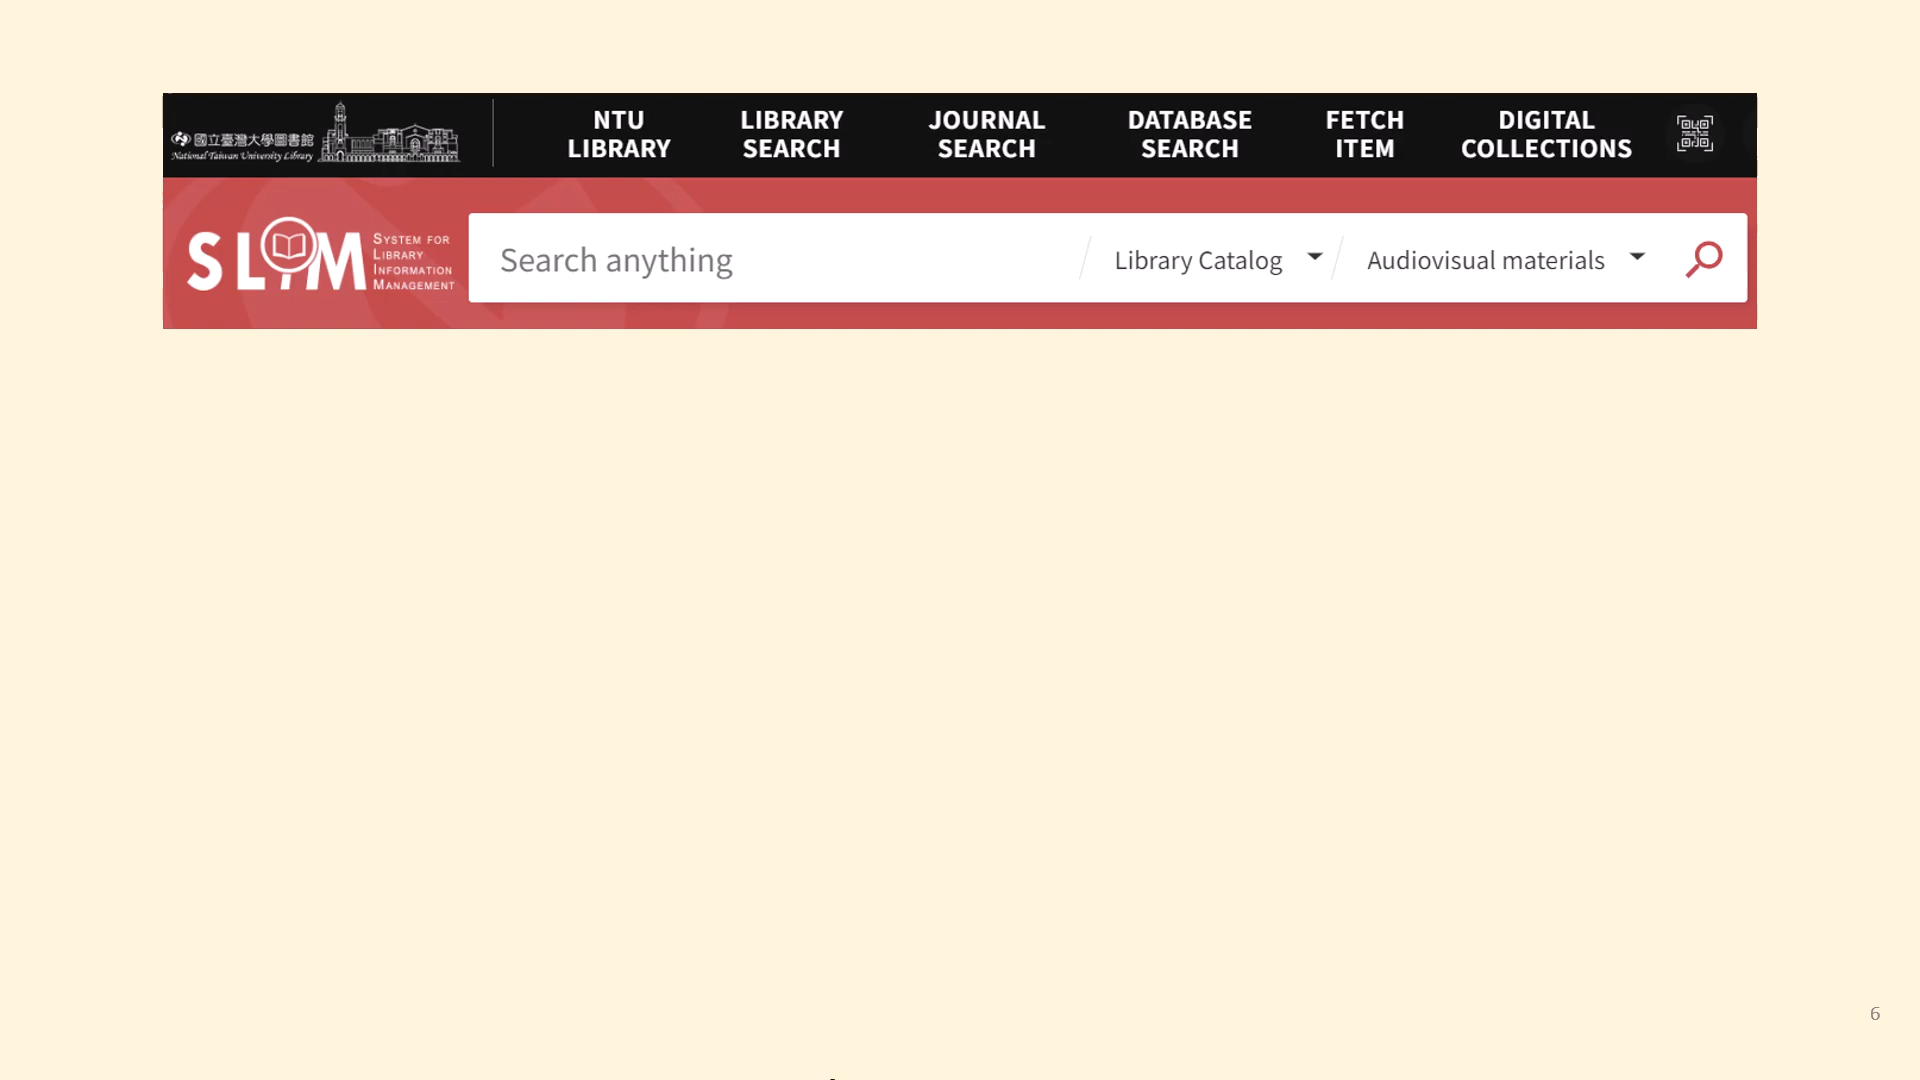 國立臺灣大學圖書館
National Taiwan University Library
NTU
LIBRARY
LIBRARY
SEARCH
JOURNAL
SEARCH
DATABASE
SEARCH
FETCH
ITEM
DIGITAL
COLLECTIONS
SLIM
SYSTEM FOR
LIBRARY
INFORMATION
MANAGEMENT
Search anything
Library Catalog
Audiovisual materials
6